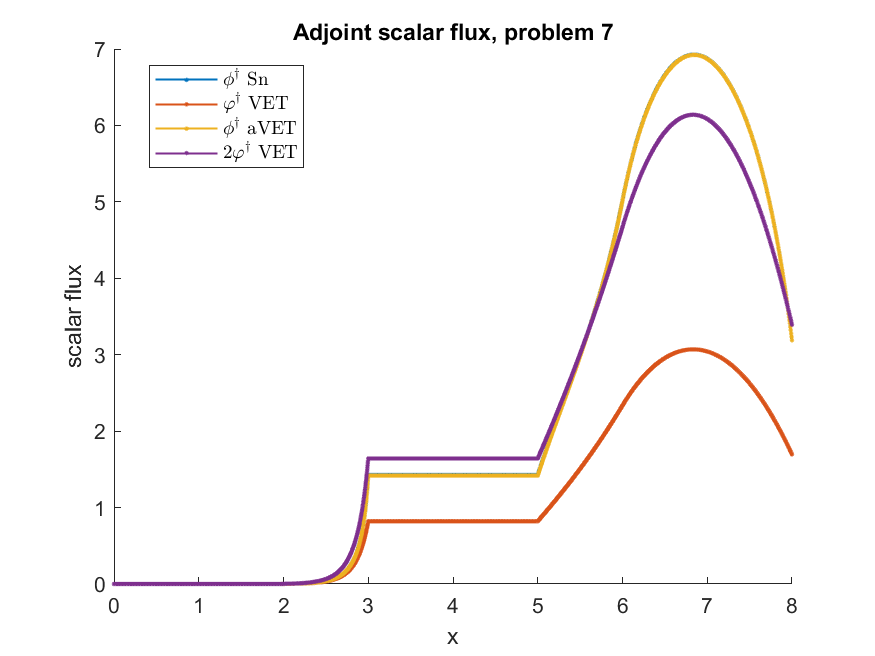 Adjoint scalar flux, problem 7
7
6
5
4
3
2
1
0
scalar flux
ϕ† Sn
φ† VET
ϕ† aVET
2φ† VET
0 1 2 3 4 5 6 7 8
x